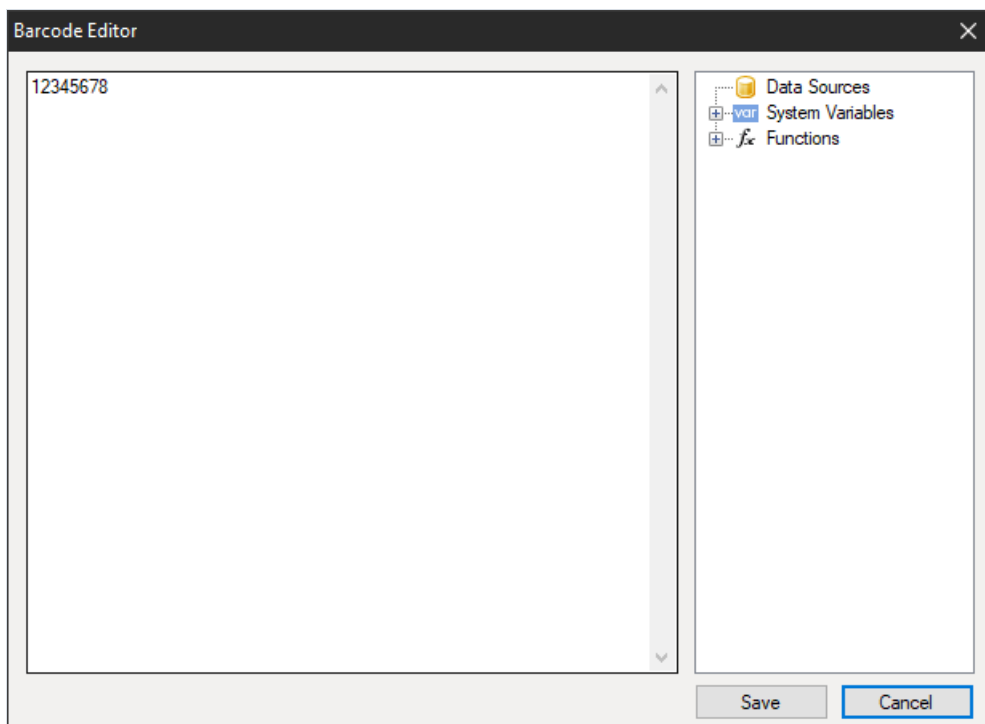 Barcode Editor
12345678
Data Sources
var System Variables
fx Functions
Save
Cancel